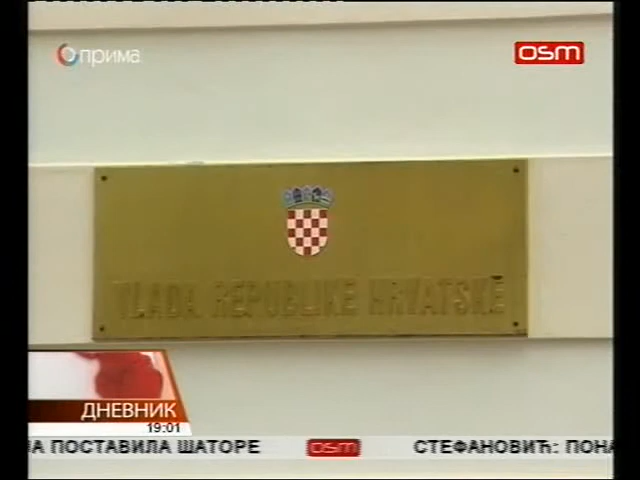 прима
OSM
VLADA REPUBLIKE HRVATSKE
ДНЕВНИК
19:01
ПОСТАВИЛА ШАТОРЕ OSM СТЕФАНОВИЋ: